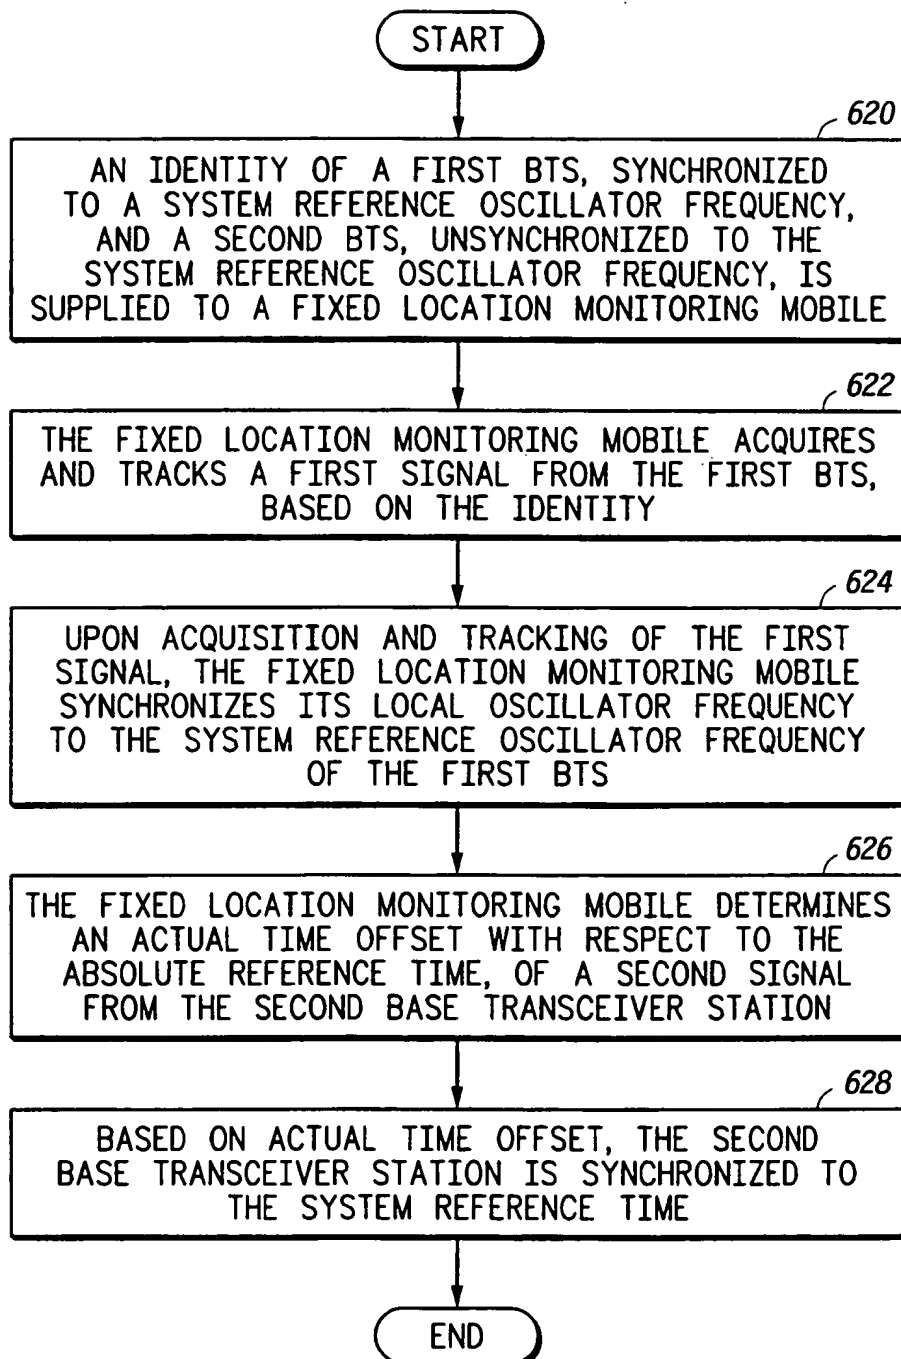 START
620
AN IDENTITY OF A FIRST BTS, SYNCHRONIZED
TO A SYSTEM REFERENCE OSCILLATOR FREQUENCY,
AND A SECOND BTS, UNSYNCHRONIZED TO THE
SYSTEM REFERENCE OSCILLATOR FREQUENCY, IS
SUPPLIED TO A FIXED LOCATION MONITORING MOBILE
622
THE FIXED LOCATION MONITORING MOBILE ACQUIRES
AND TRACKS A FIRST SIGNAL FROM THE FIRST BTS,
BASED ON THE IDENTITY
624
UPON ACQUISITION AND TRACKING OF THE FIRST
SIGNAL, THE FIXED LOCATION MONITORING MOBILE
SYNCHRONIZES ITS LOCAL OSCILLATOR FREQUENCY
TO THE SYSTEM REFERENCE OSCILLATOR FREQUENCY
OF THE FIRST BTS
626
THE FIXED LOCATION MONITORING MOBILE DETERMINES
AN ACTUAL TIME OFFSET WITH RESPECT TO THE
ABSOLUTE REFERENCE TIME, OF A SECOND SIGNAL
FROM THE SECOND BASE TRANSCEIVER STATION
628
BASED ON ACTUAL TIME OFFSET, THE SECOND
BASE TRANSCEIVER STATION IS SYNCHRONIZED TO
THE SYSTEM REFERENCE TIME
END